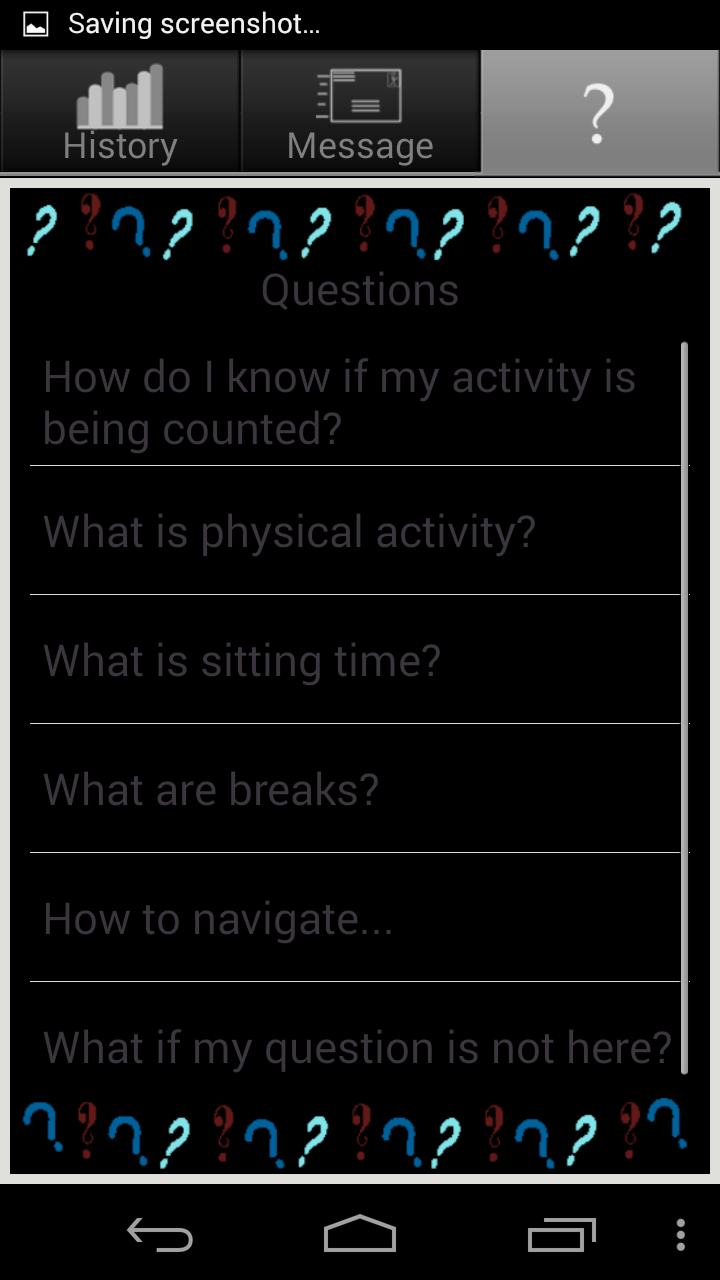 Saving screenshot...
History
Message
?
Questions
How do I know if my activity is
being counted?
What is physical activity?
What is sitting time?
What are breaks?
How to navigate...
What if my question is not here?